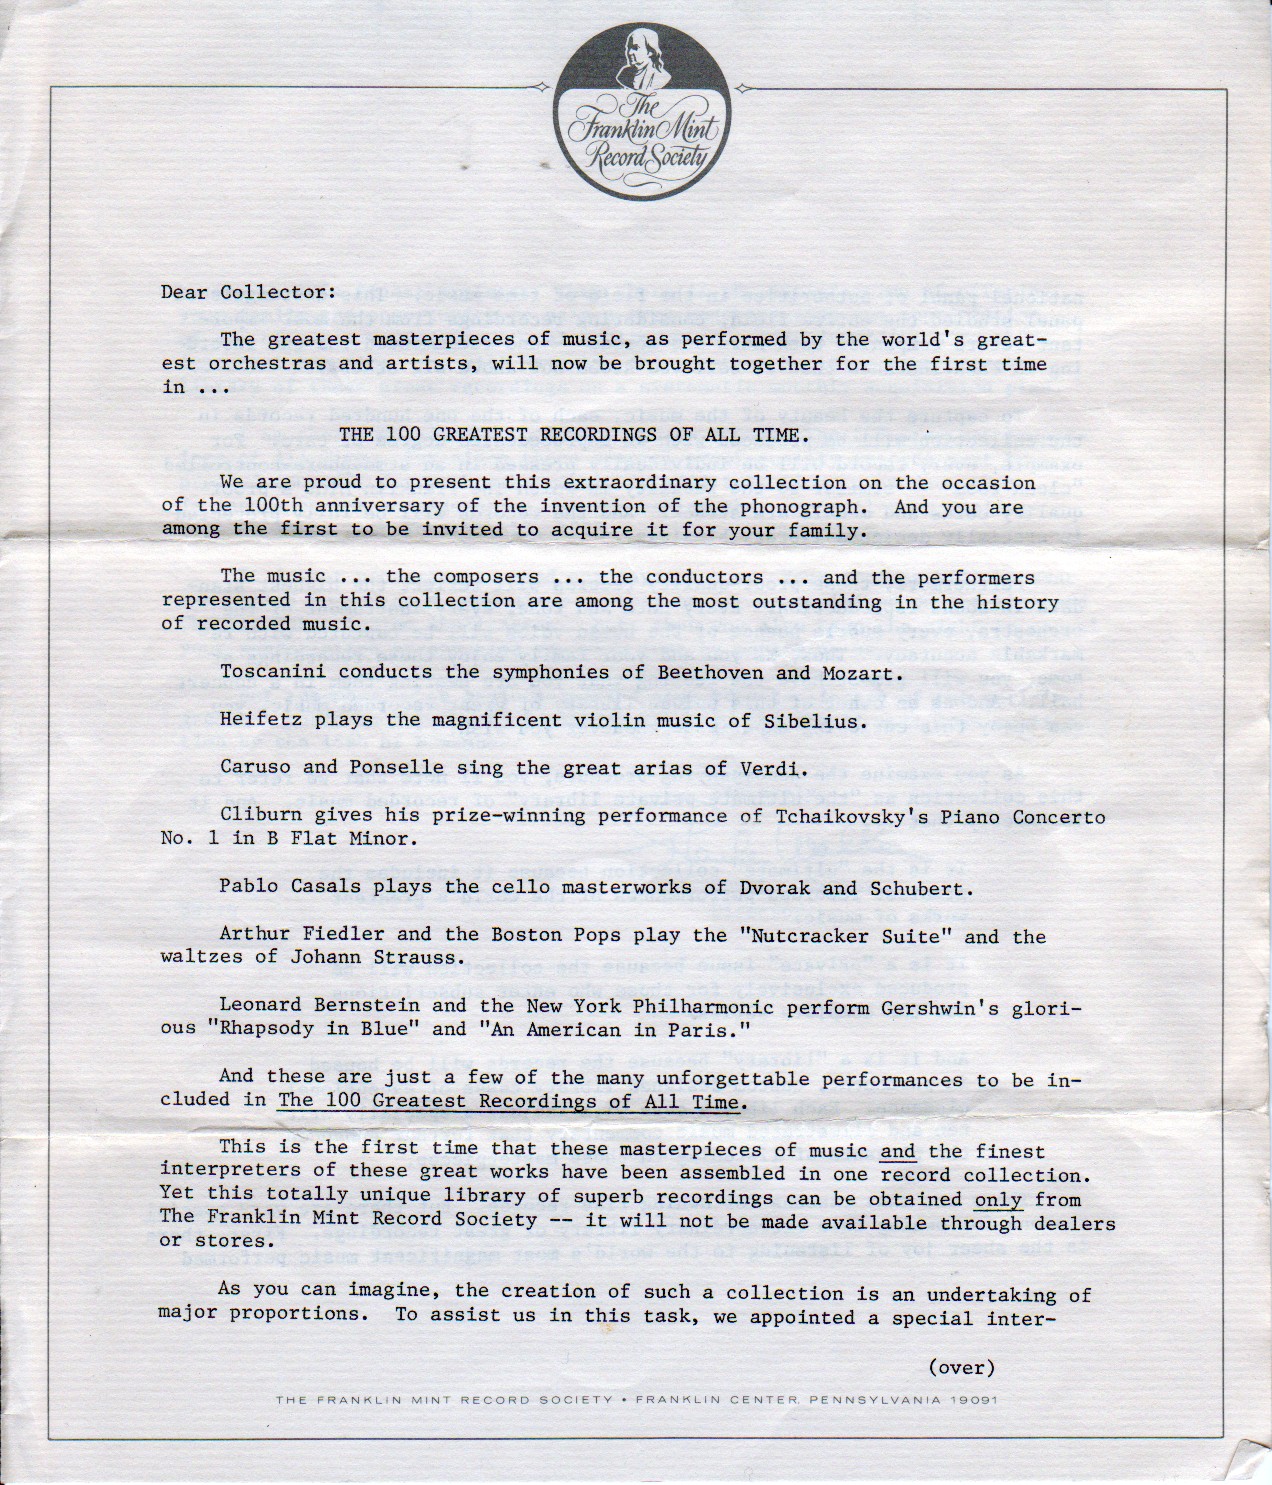 The
Franklin Mint
Record Society
Dear Collector:
The greatest masterpieces of music, as performed by the world's great-
est orchestras and artists, will now be brought together for the first time
in ...
THE 100 GREATEST RECORDINGS OF ALL TIME.
We are proud to present this extraordinary collection on the occasion
of the 100th anniversary of the invention of the phonograph.  And you are
among the first to be invited to acquire it for your family.
The music ... the composers ... the conductors ... and the performers
represented in this collection are among the most outstanding in the history
of recorded music.
Toscanini conducts the symphonies of Beethoven and Mozart.
Heifetz plays the magnificent violin music of Sibelius.
Caruso and Ponselle sing the great arias of Verdi.
Cliburn gives his prize-winning performance of Tchaikovsky's Piano Concerto
No. 1 in B Flat Minor.
Pablo Casals plays the cello masterworks of Dvorak and Schubert.
Arthur Fiedler and the Boston Pops play the "Nutcracker Suite" and the
waltzes of Johann Strauss.
Leonard Bernstein and the New York Philharmonic perform Gershwin's glori-
ous "Rhapsody in Blue" and "An American in Paris."
And these are just a few of the many unforgettable performances to be in-
cluded in The 100 Greatest Recordings of All Time.
This is the first time that these masterpieces of music and the finest
interpreters of these great works have been assembled in one record collection.
Yet this totally unique library of superb recordings can be obtained only from
The Franklin Mint Record Society -- it will not be made available through dealers
or stores.
As you can imagine, the creation of such a collection is an undertaking of
major proportions.  To assist us in this task, we appointed a special inter-
(over)
THE FRANKLIN MINT RECORD SOCIETY • FRANKLIN CENTER, PENNSYLVANIA 19091